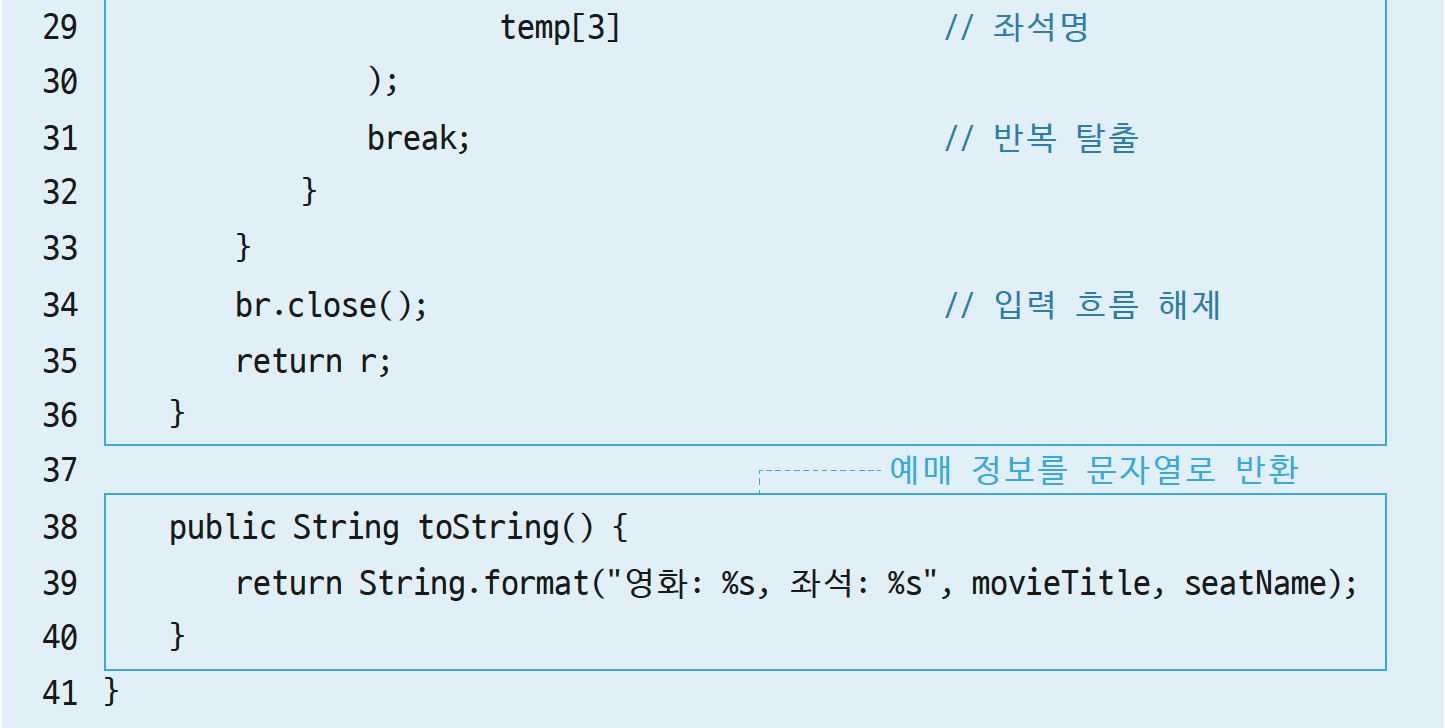 29 temp[3] // 좌석명
30 );
31 break; // 반복 탈출
32 }
33 }
34 br.close(); // 입력 흐름 해제
35 return r;
36 }
37 예매 정보를 문자열로 반환
38 public String toString() {
39 return String.format("영화: %s, 좌석: %s", movieTitle, seatName);
40 }
41 }